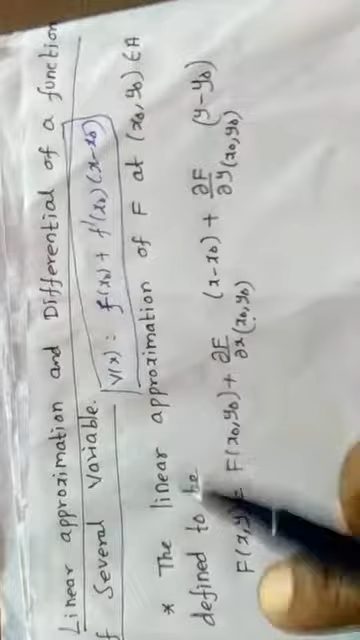 Linear approximation and Differential of a function
f Several Variable. V(x) = f(x₀) + f'(x₀) (x-x₀)
* The linear approximation of F at (x₀, y₀) ∈ A
defined to be
F(x,y) = F(x₀,y₀) + ∂F/∂x (x₀,y₀) (x-x₀) + ∂F/∂y (x₀,y₀) (y-y₀)